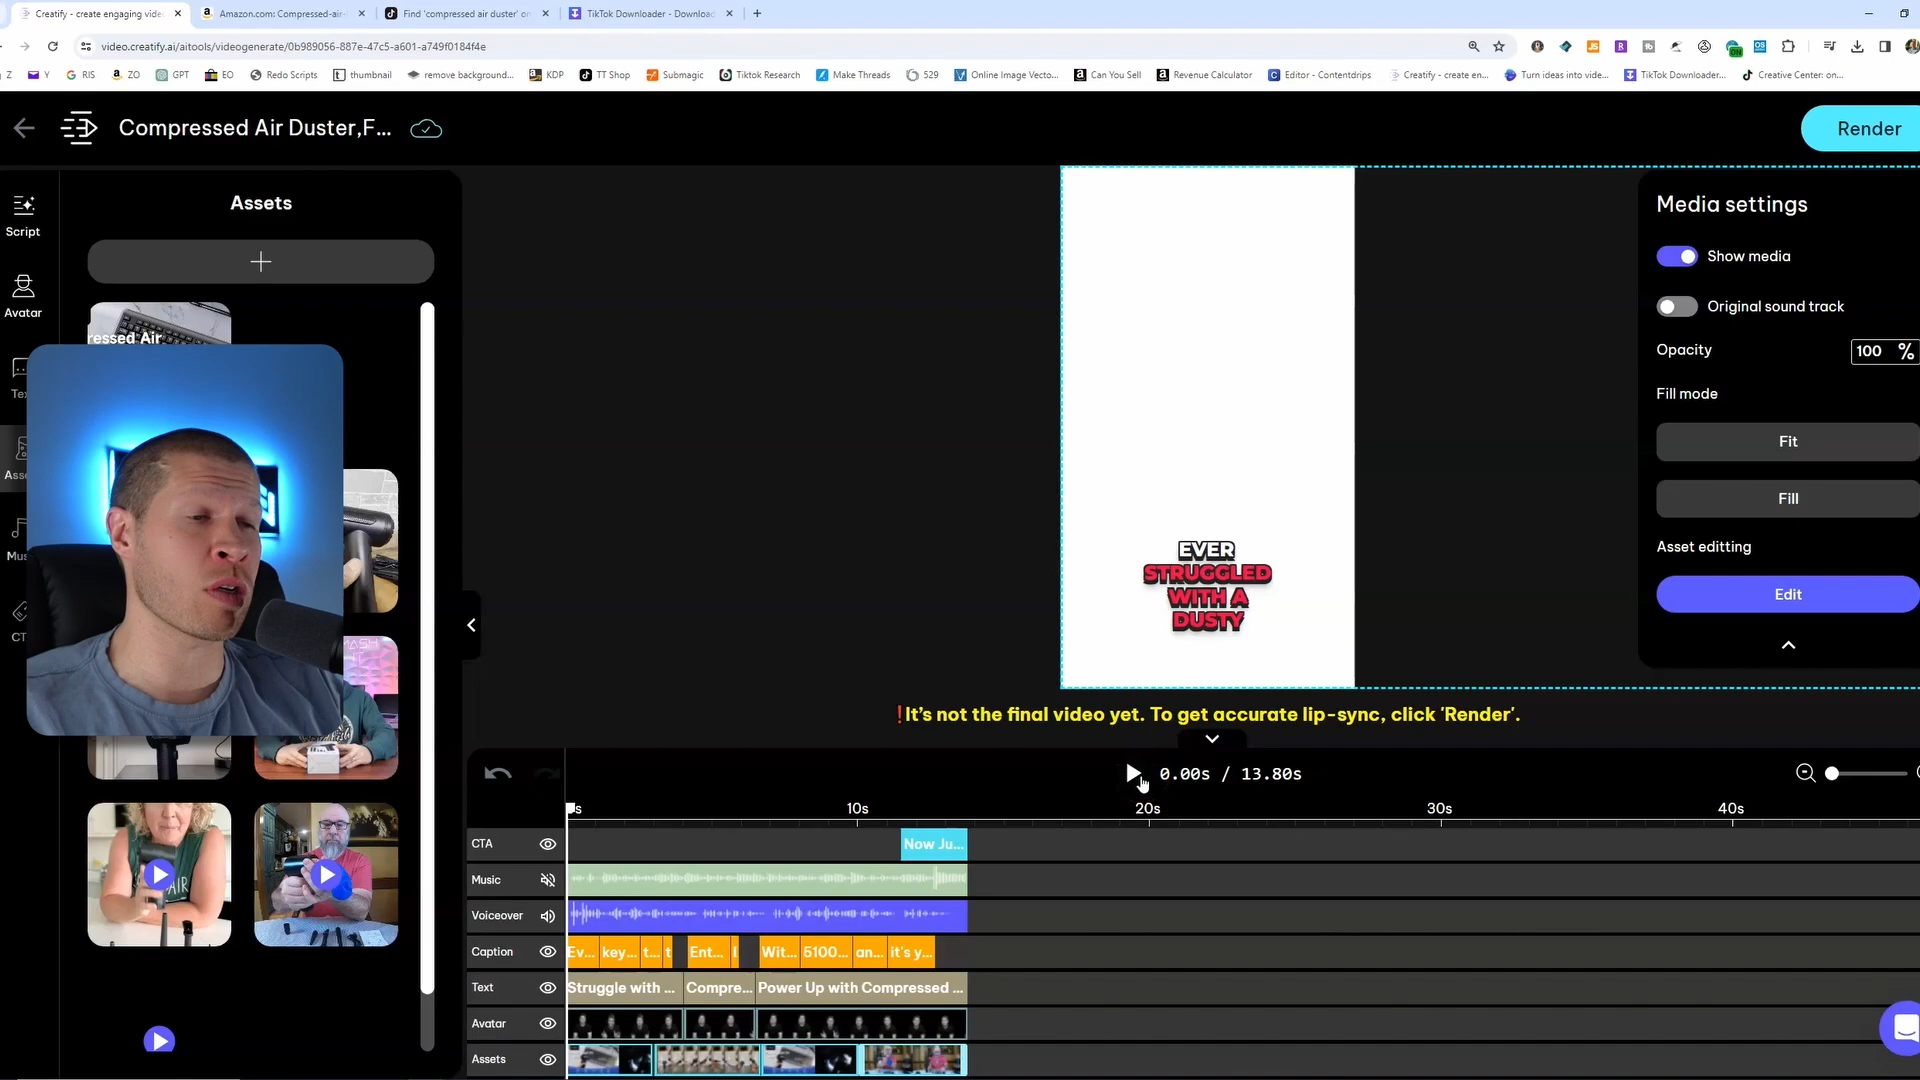 Creatify - create engaging vide
Amazon.com: Compressed-air-
Find 'compressed air duster' on
TikTok Downloader - Download
video.creatify.ai/aitools/videogenerate/0b989056-887e-47c5-a601-a749f0184f4e
Z
Y
RIS
ZO
GPT
EO
Redo Scripts
thumbnail
remove background...
KDP
TT Shop
Submagic
Tiktok Research
Make Threads
529
Online Image Vecto...
Can You Sell
Revenue Calculator
Editor - Contentdrips
Creatify - create en...
Turn ideas into vide...
TikTok Downloader...
Creative Center: on...
Compressed Air Duster,F...
Render
Script
Avatar
Tex
Asse
Mus
CT
Assets
ressed Air
MASH
AIR
EVER
STRUGGLED
WITH A
DUSTY
Media settings
Show media
Original sound track
Opacity
100 %
Fill mode
Fit
Fill
Asset editting
Edit
!It's not the final video yet. To get accurate lip-sync, click 'Render'.
0.00s / 13.80s
s
10s
20s
30s
40s
CTA
Now Ju...
Music
Voiceover
Caption
Ev...
key...
t...
t
Ent...
I
Wit...
5100...
an...
it's y...
Text
Struggle with ...
Compre...
Power Up with Compressed ...
Avatar
Assets